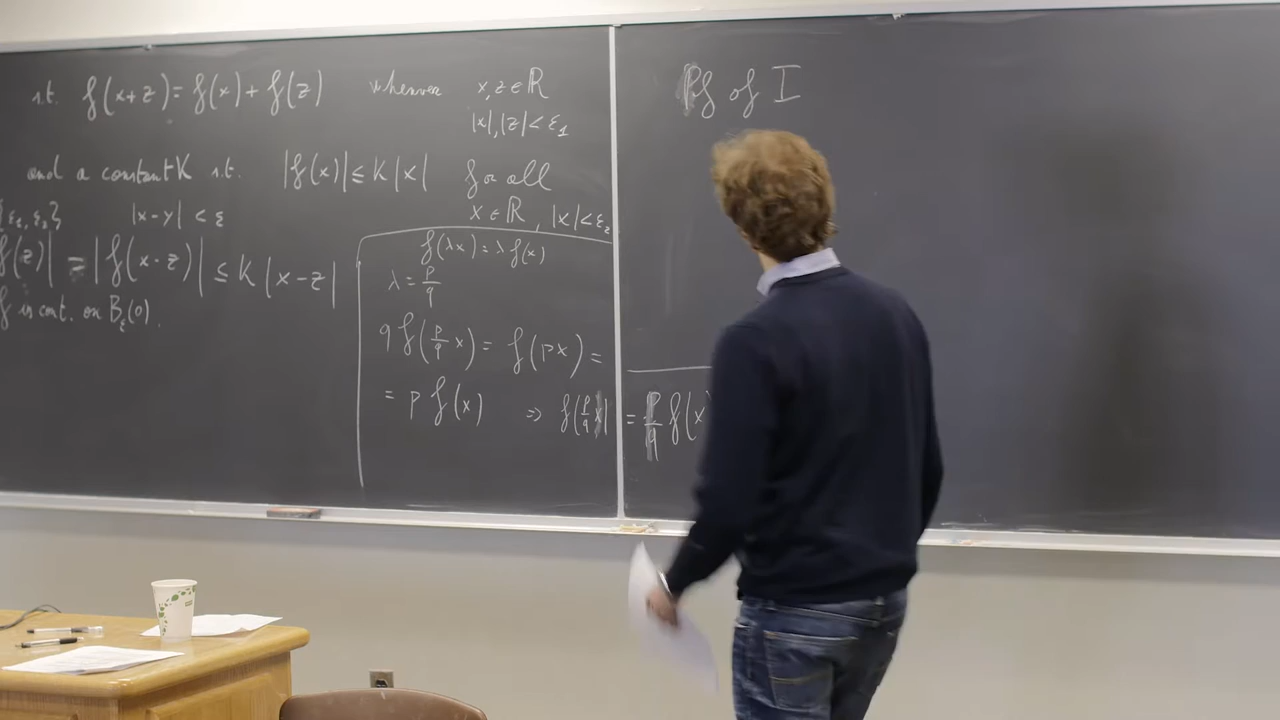 s.t. f(x+z) = f(x) + f(z) whenever x, z ∈ ℝ
|x|, |z| < ε₁
and a constant K s.t. |f(x)| ≤ K |x| for all
x ∈ ℝ, |x| < ε₂
{ε₁, ε₂} |x-y| < ε
f(z)| = |f(x-z)| ≤ K |x-z|
f is cont. on B_ε(0).
f(λx) = λ f(x)
λ = p/q
q f(p/q x) = f(px) =
= p f(x) ⇒ f(p/q x) = p/q f(x
Pf of I